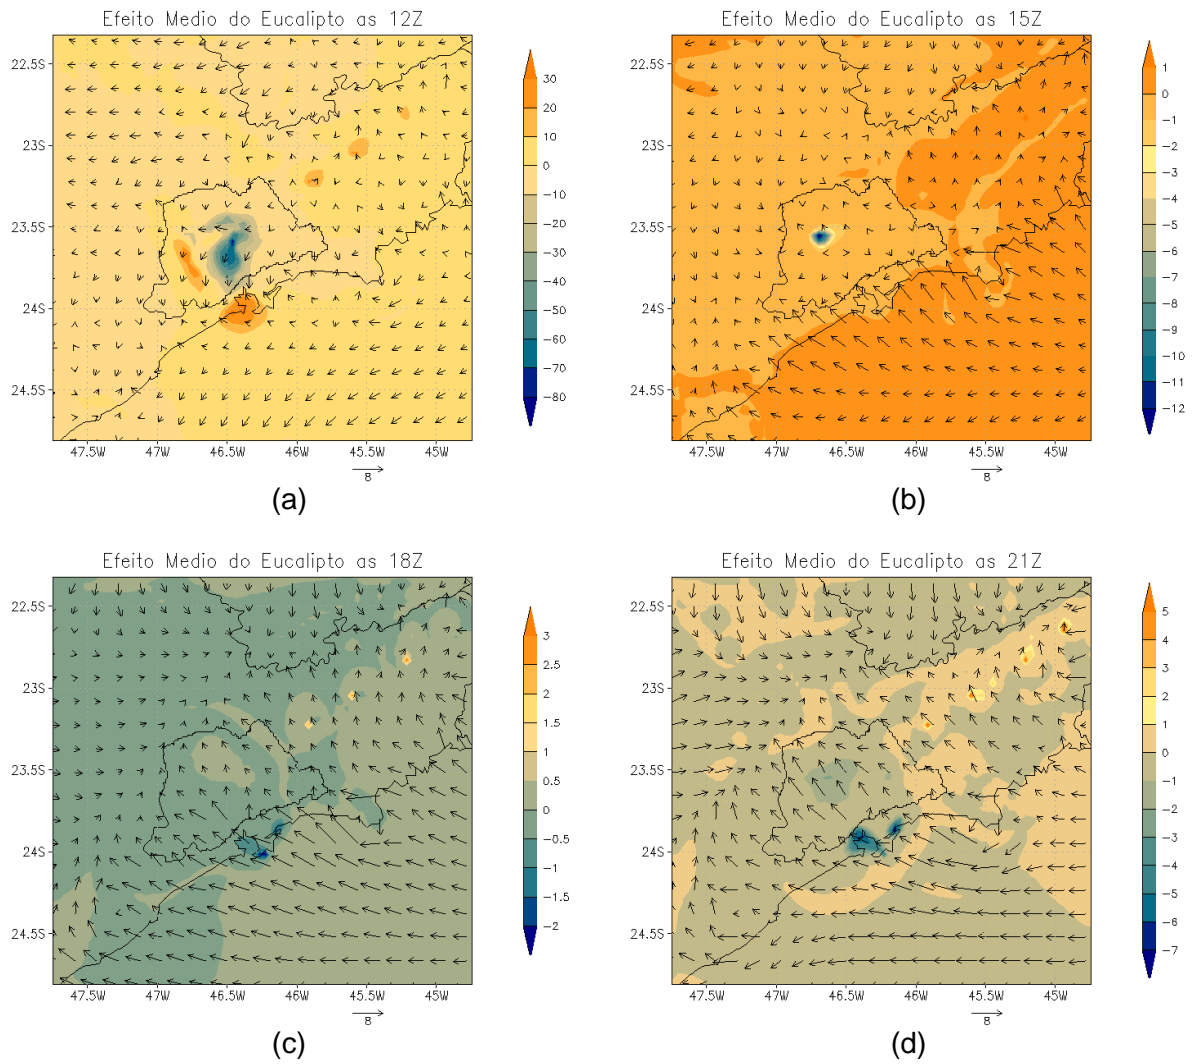 Efeito Medio do Eucalipto as 12Z
22.5S
23S
23.5S
24S
24.5S
47.5W 47W 46.5W 46W 45.5W 45W
8
30
20
10
0
−10
−20
−30
−40
−50
−60
−70
−80
(a)
Efeito Medio do Eucalipto as 15Z
22.5S
23S
23.5S
24S
24.5S
47.5W 47W 46.5W 46W 45.5W 45W
8
1
0
−1
−2
−3
−4
−5
−6
−7
−8
−9
−10
−11
−12
(b)
Efeito Medio do Eucalipto as 18Z
22.5S
23S
23.5S
24S
24.5S
47.5W 47W 46.5W 46W 45.5W 45W
8
3
2.5
2
1.5
1
0.5
0
−0.5
−1
−1.5
−2
(c)
Efeito Medio do Eucalipto as 21Z
22.5S
23S
23.5S
24S
24.5S
47.5W 47W 46.5W 46W 45.5W 45W
8
5
4
3
2
1
0
−1
−2
−3
−4
−5
−6
−7
(d)